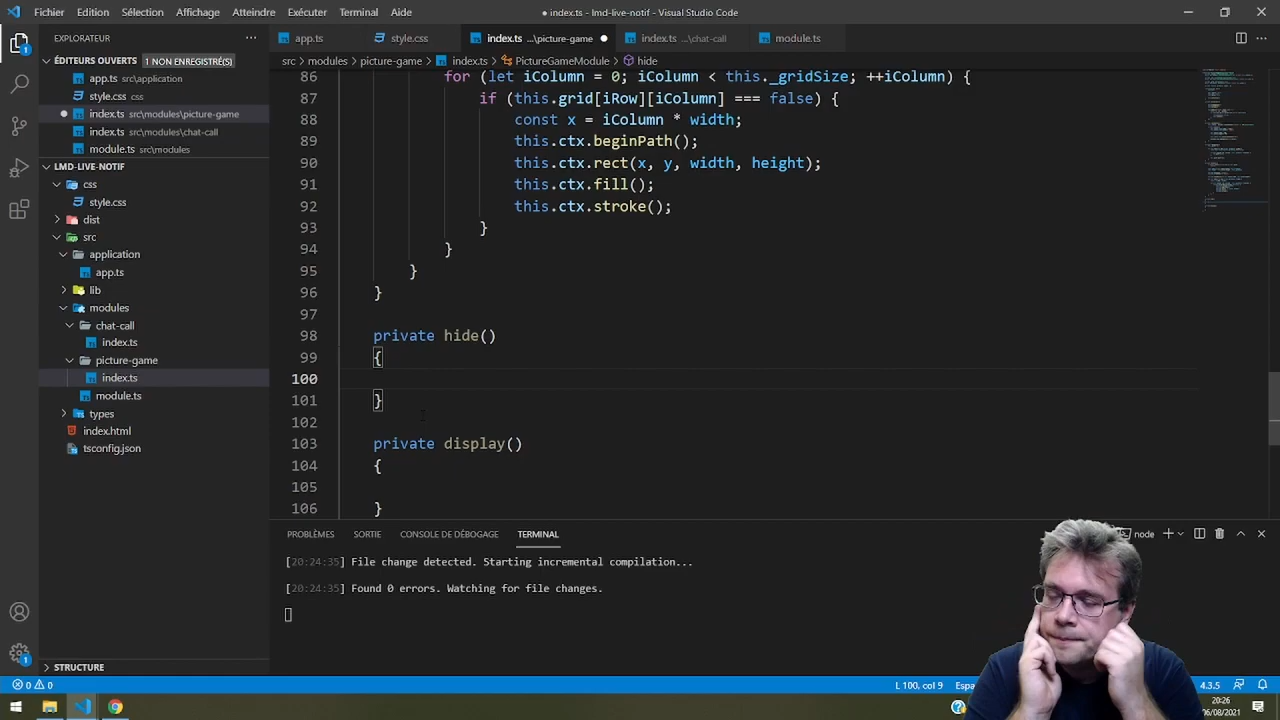 Fichier Édition Sélection Affichage Atteindre Exécuter Terminal Aide
● index.ts - lmd-live-notif - Visual Studio Code
EXPLORATEUR ···
app.ts style.css index.ts ...\picture-game ● index.ts ...\chat-call module.ts
ÉDITEURS OUVERTS 1 NON ENREGISTRÉ(S)
src > modules > picture-game > index.ts > PictureGameModule > hide
app.ts src\application
style.css css
● index.ts src\modules\picture-game
index.ts src\modules\chat-call
module.ts src\modules
LMD-LIVE-NOTIF
css
style.css
dist
src
application
app.ts
lib
modules
chat-call
index.ts
picture-game
index.ts
module.ts
types
index.html
tsconfig.json
STRUCTURE
86 for (let iColumn = 0; iColumn < this._gridSize; ++iColumn) {
87 if (this.grid[iRow][iColumn] === false) {
88 const x = iColumn * width;
89 this.ctx.beginPath();
90 this.ctx.rect(x, y, width, height);
91 this.ctx.fill();
92 this.ctx.stroke();
93 }
94 }
95 }
96 }
97
98 private hide()
99 {
100
101 }
102
103 private display()
104 {
105
106 }
PROBLÈMES SORTIE CONSOLE DE DÉBOGAGE TERMINAL
node
[20:24:35] File change detected. Starting incremental compilation...
[20:24:35] Found 0 errors. Watching for file changes.
0 0
L 100, col 9 Espa
4.3.5
20:26
06/08/2021